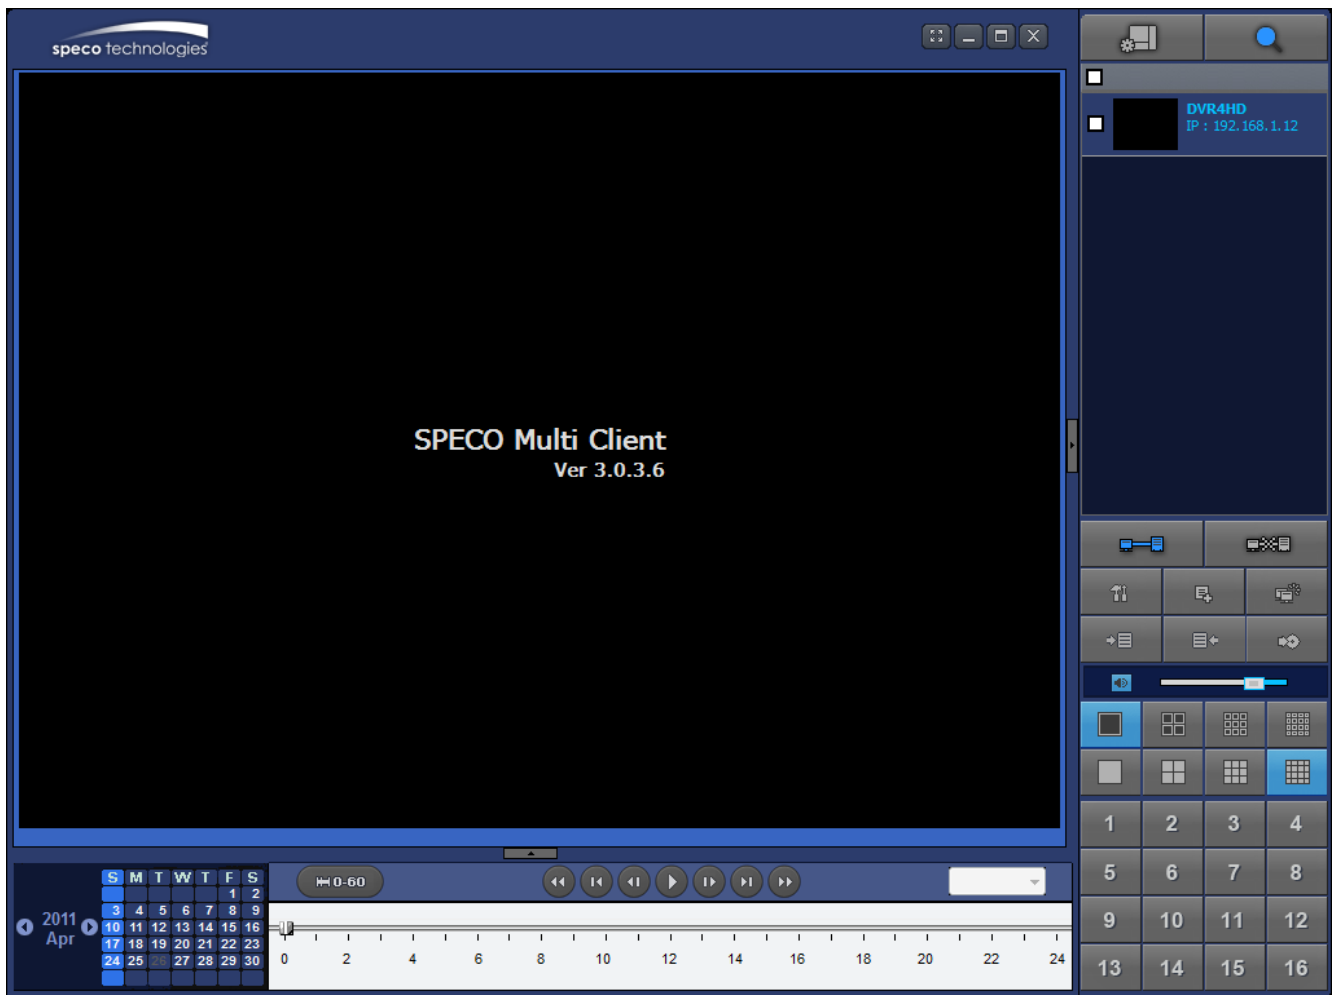 speco technologies
DVR4HD
IP : 192.168.1.12
SPECO Multi Client
Ver 3.0.3.6
1 2 3 4
5 6 7 8
9 10 11 12
13 14 15 16
2011
Apr
S M T W T F S
1 2
3 4 5 6 7 8 9
10 11 12 13 14 15 16
17 18 19 20 21 22 23
24 25 26 27 28 29 30
0-60
0 2 4 6 8 10 12 14 16 18 20 22 24